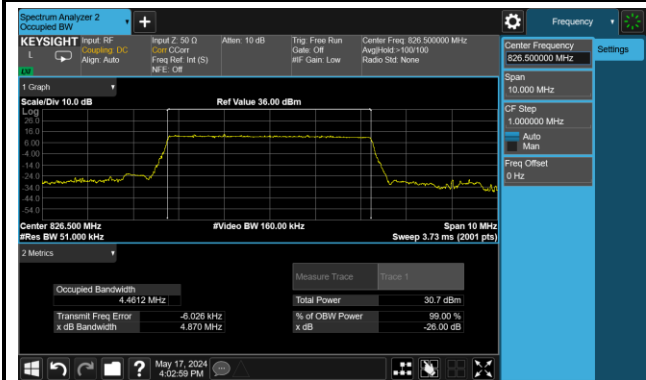 Spectrum Analyzer 2
Occupied BW
Frequency
KEYSIGHT
L
Input: RF
Coupling: DC
Align: Auto
Input Z: 50 Ω
Corr CCorr
Freq Ref: Int (S)
NFE: Off
Atten: 10 dB
Trig: Free Run
Gate: Off
#IF Gain: Low
Center Freq: 826.500000 MHz
Avg|Hold:>100/100
Radio Std: None
Center Frequency
826.500000 MHz
Settings
Span
10.000 MHz
CF Step
1.000000 MHz
Auto
Man
Freq Offset
0 Hz
1 Graph
Scale/Div 10.0 dB
Ref Value 36.00 dBm
Log
26.0
16.0
6.00
-4.00
-14.0
-24.0
-34.0
-44.0
-54.0
Center 826.500 MHz
#Video BW 160.00 kHz
Span 10 MHz
#Res BW 51.000 kHz
Sweep 3.73 ms (2001 pts)
2 Metrics
Measure Trace
Trace 1
Occupied Bandwidth
4.4612 MHz
Total Power
30.7 dBm
Transmit Freq Error
-6.026 kHz
% of OBW Power
99.00 %
x dB Bandwidth
4.870 MHz
x dB
-26.00 dB
May 17, 2024
4:02:59 PM